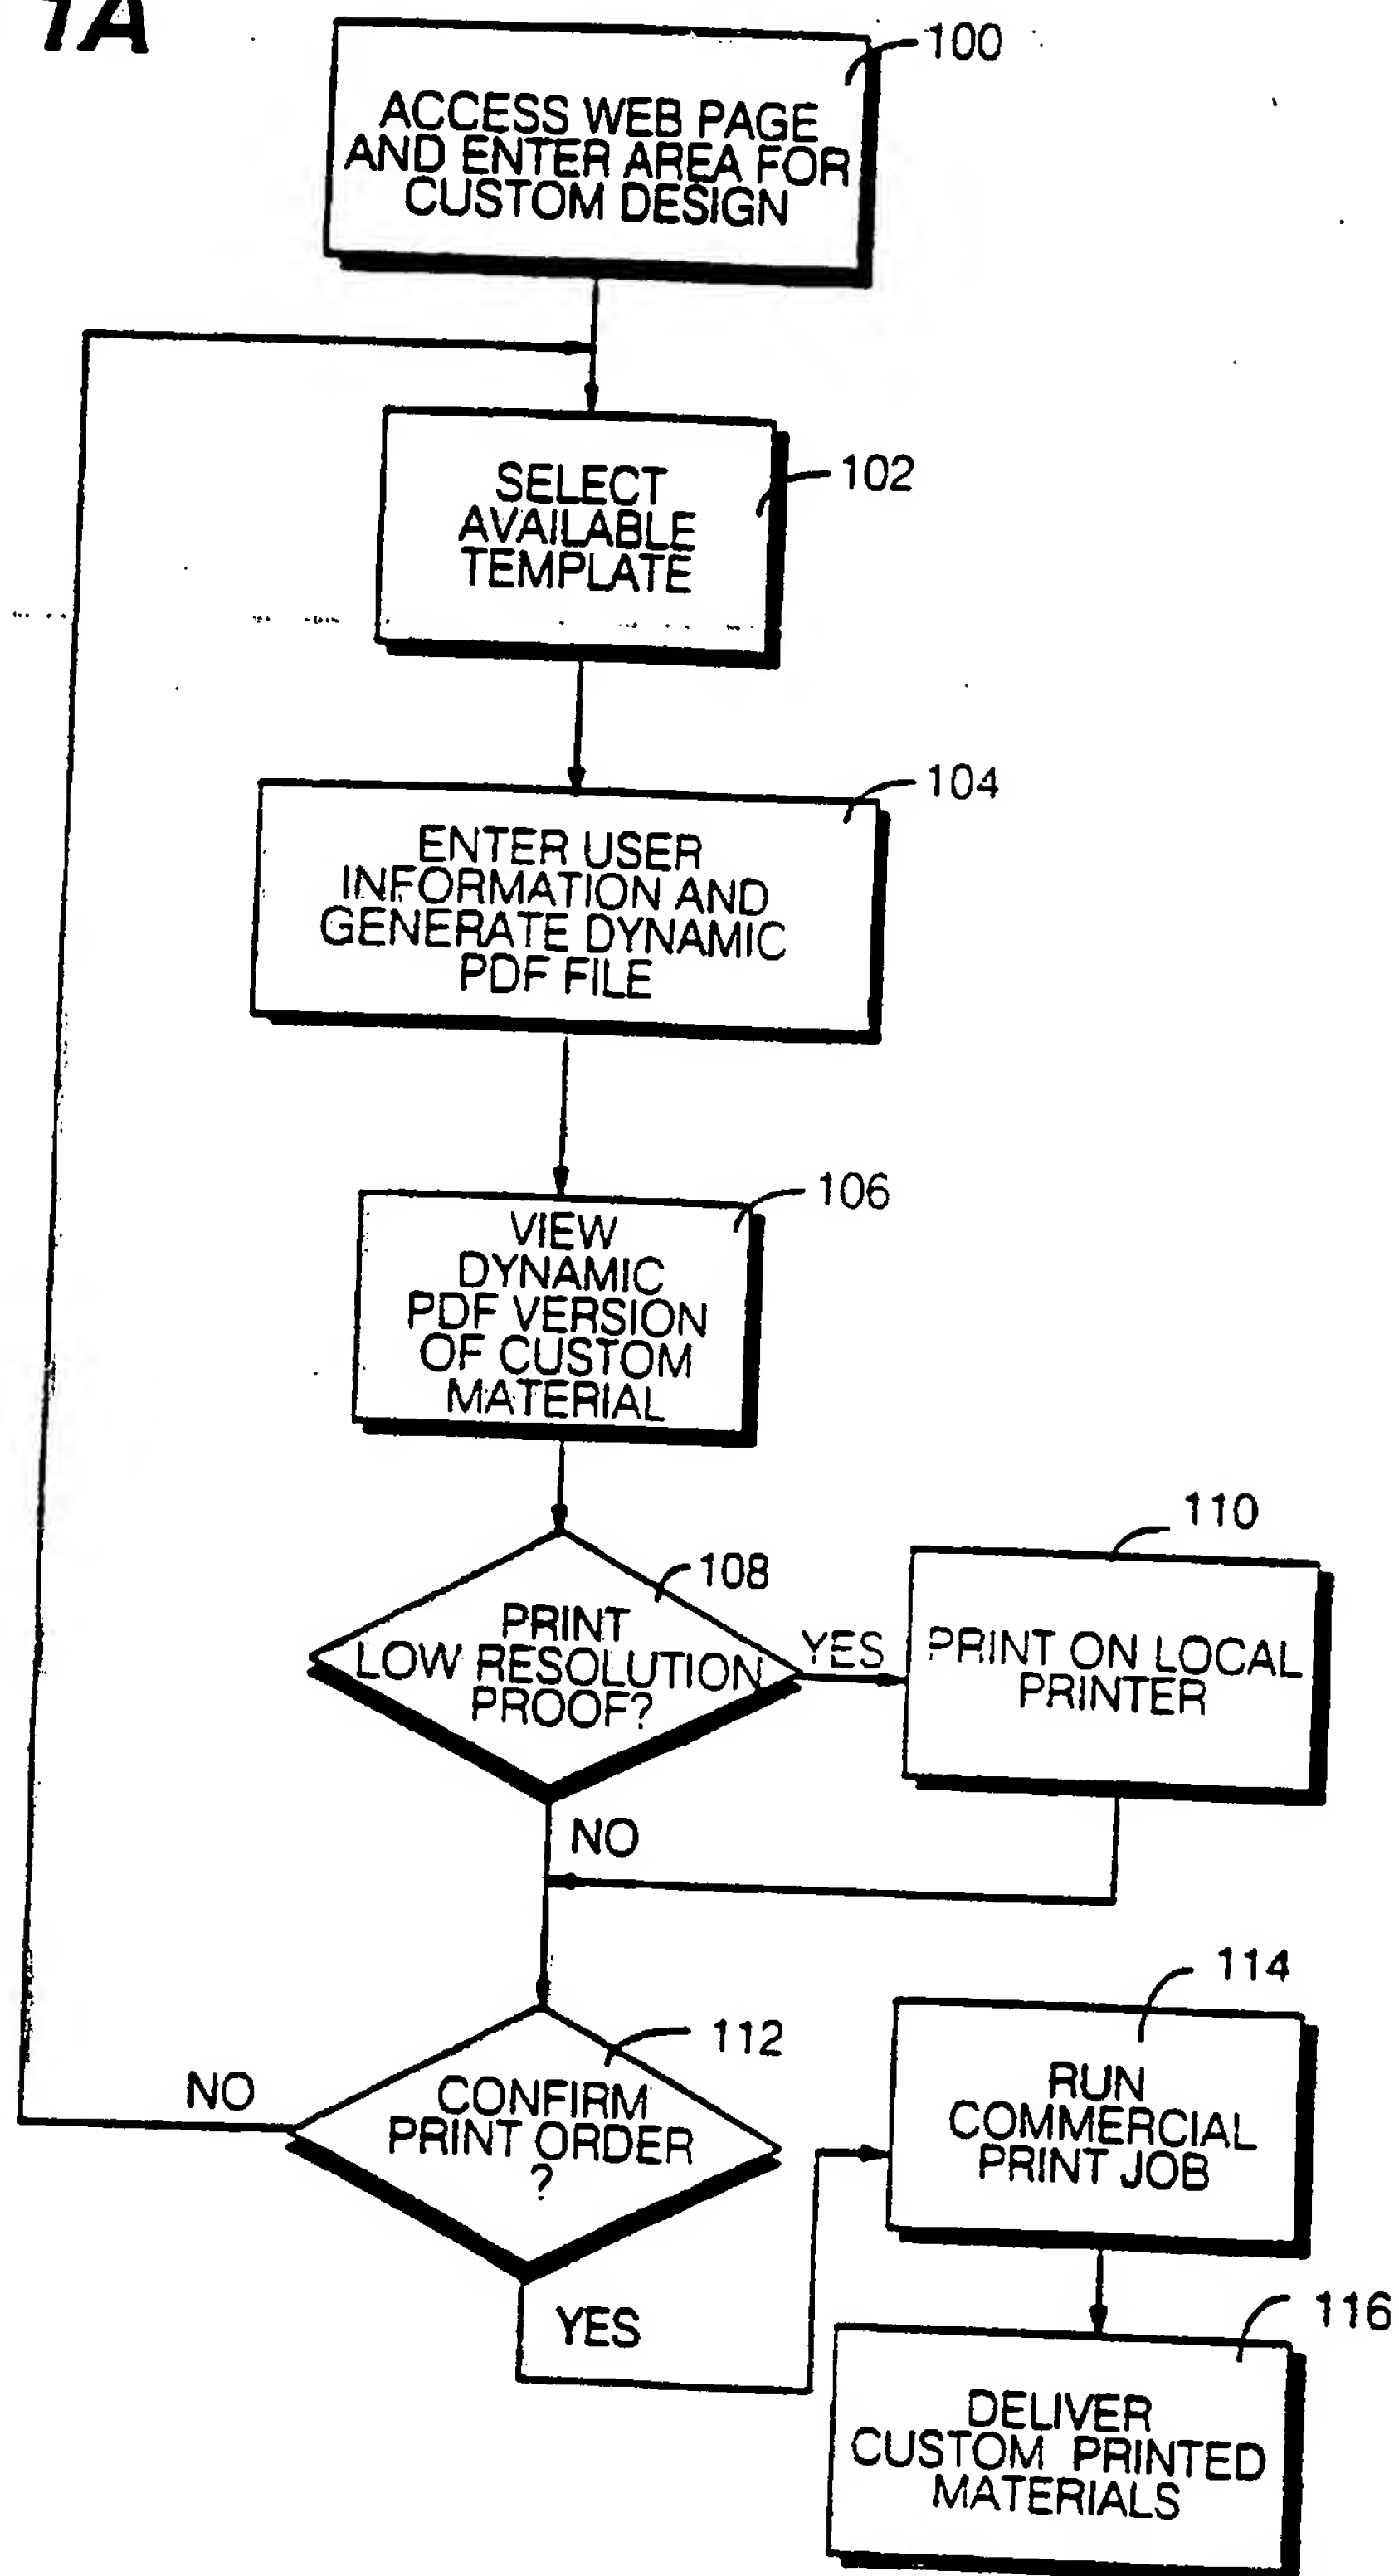 1A
100
ACCESS WEB PAGE
AND ENTER AREA FOR
CUSTOM DESIGN
102
SELECT
AVAILABLE
TEMPLATE
104
ENTER USER
INFORMATION AND
GENERATE DYNAMIC
PDF FILE
106
VIEW
DYNAMIC
PDF VERSION
OF CUSTOM
MATERIAL
108
PRINT
LOW RESOLUTION
PROOF?
YES
110
PRINT ON LOCAL
PRINTER
NO
112
CONFIRM
PRINT ORDER
?
NO
YES
114
RUN
COMMERCIAL
PRINT JOB
116
DELIVER
CUSTOM PRINTED
MATERIALS